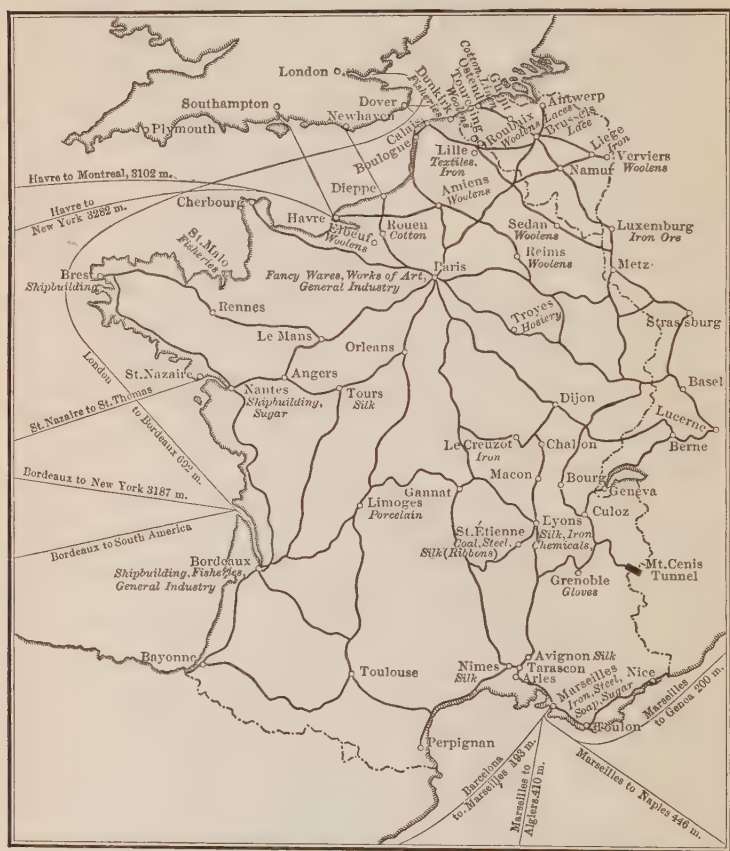 London
Southampton
Dover
Newhaven
Plymouth
Calais
Boulogne
Dunkirk
Fisheries
Tourcoing
Woolens
Ostend
Cotton, Linen
Ghent
Antwerp
Laces
Roubaix
Woolens
Brussels
Lace
Liege
Iron
Verviers
Woolens
Lille
Textiles,
Iron
Namur
Havre to Montreal, 3102 m.
Havre to
New York 3282 m.
Dieppe
Amiens
Woolens
Cherbourg
Havre
Elbeuf
Woolens
Rouen
Cotton
Sedan
Woolens
Luxemburg
Iron Ore
St. Malo
Fisheries
Reims
Woolens
Metz
Brest
Shipbuilding
Paris
Fancy Wares, Works of Art,
General Industry
Rennes
Troyes
Hosiery
Strassburg
Le Mans
Orleans
St. Nazaire
Angers
Nantes
Shipbuilding,
Sugar
Tours
Silk
Basel
Dijon
Lucerne
Berne
London
to Bordeaux 692 m.
St. Nazaire to St. Thomas
Le Creuzot
Iron
Chalon
Macon
Bourg
Geneva
Gannat
Culoz
Bordeaux to New York 3187 m.
Limoges
Porcelain
St. Étienne
Coal, Steel,
Silk (Ribbons)
Lyons
Silk, Iron
Chemicals,
Bordeaux to South America
Bordeaux
Shipbuilding, Fisheries,
General Industry
Grenoble
Gloves
Mt. Cenis
Tunnel
Bayonne
Toulouse
Nimes
Silk
Avignon Silk
Tarascon
Arles
Marseilles
Iron, Steel,
Soap, Sugar
Nice
Toulon
Marseilles
to Genoa 200 m.
Perpignan
Barcelona
to Marseilles 193 m.
Marseilles to
Algiers 410 m.
Marseilles to Naples 446 m.